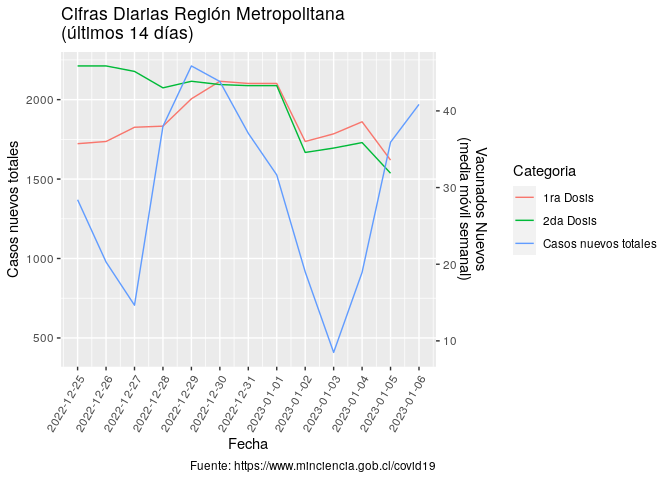 Cifras Diarias Región Metropolitana
(últimos 14 días)
2000
1500
1000
500
Casos nuevos totales
40
30
20
10
Vacunados Nuevos
(media móvil semanal)
Categoria
1ra Dosis
2da Dosis
Casos nuevos totales
2022-12-25
2022-12-26
2022-12-27
2022-12-28
2022-12-29
2022-12-30
2022-12-31
2023-01-01
2023-01-02
2023-01-03
2023-01-04
2023-01-05
2023-01-06
Fecha
Fuente: https://www.minciencia.gob.cl/covid19